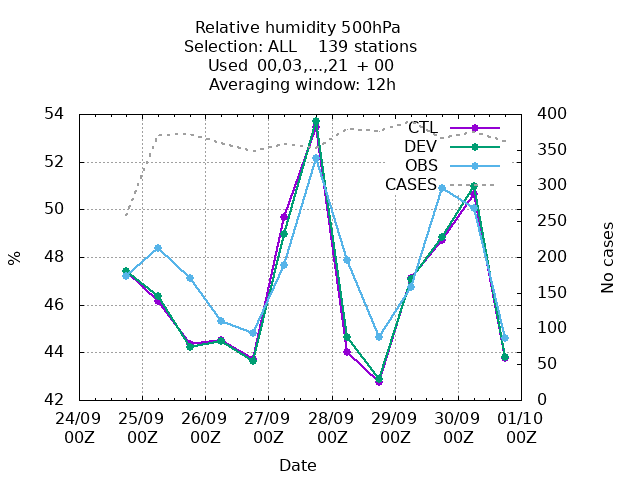 Relative humidity 500hPa
Selection: ALL    139 stations
Used  00,03,...,21  + 00
Averaging window: 12h
54
52
50
48
46
44
42
%
400
350
300
250
200
150
100
50
0
No cases
CTL
DEV
OBS
CASES
24/09 25/09 26/09 27/09 28/09 29/09 30/09 01/10
00Z 00Z 00Z 00Z 00Z 00Z 00Z 00Z
Date